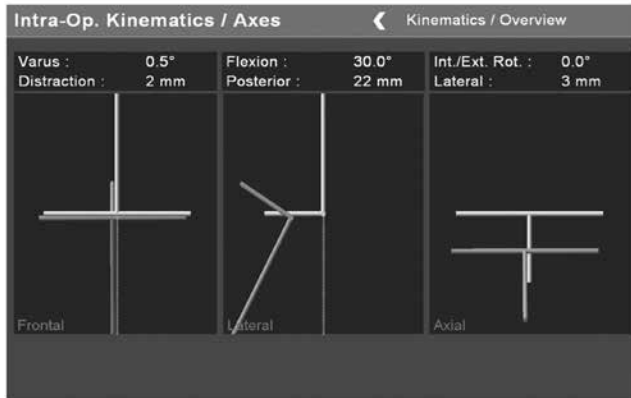 Intra-Op. Kinematics / Axes
Kinematics / Overview
Varus : 0.5°
Distraction : 2 mm
Flexion : 30.0°
Posterior : 22 mm
Int./Ext. Rot. : 0.0°
Lateral : 3 mm
Frontal
Lateral
Axial